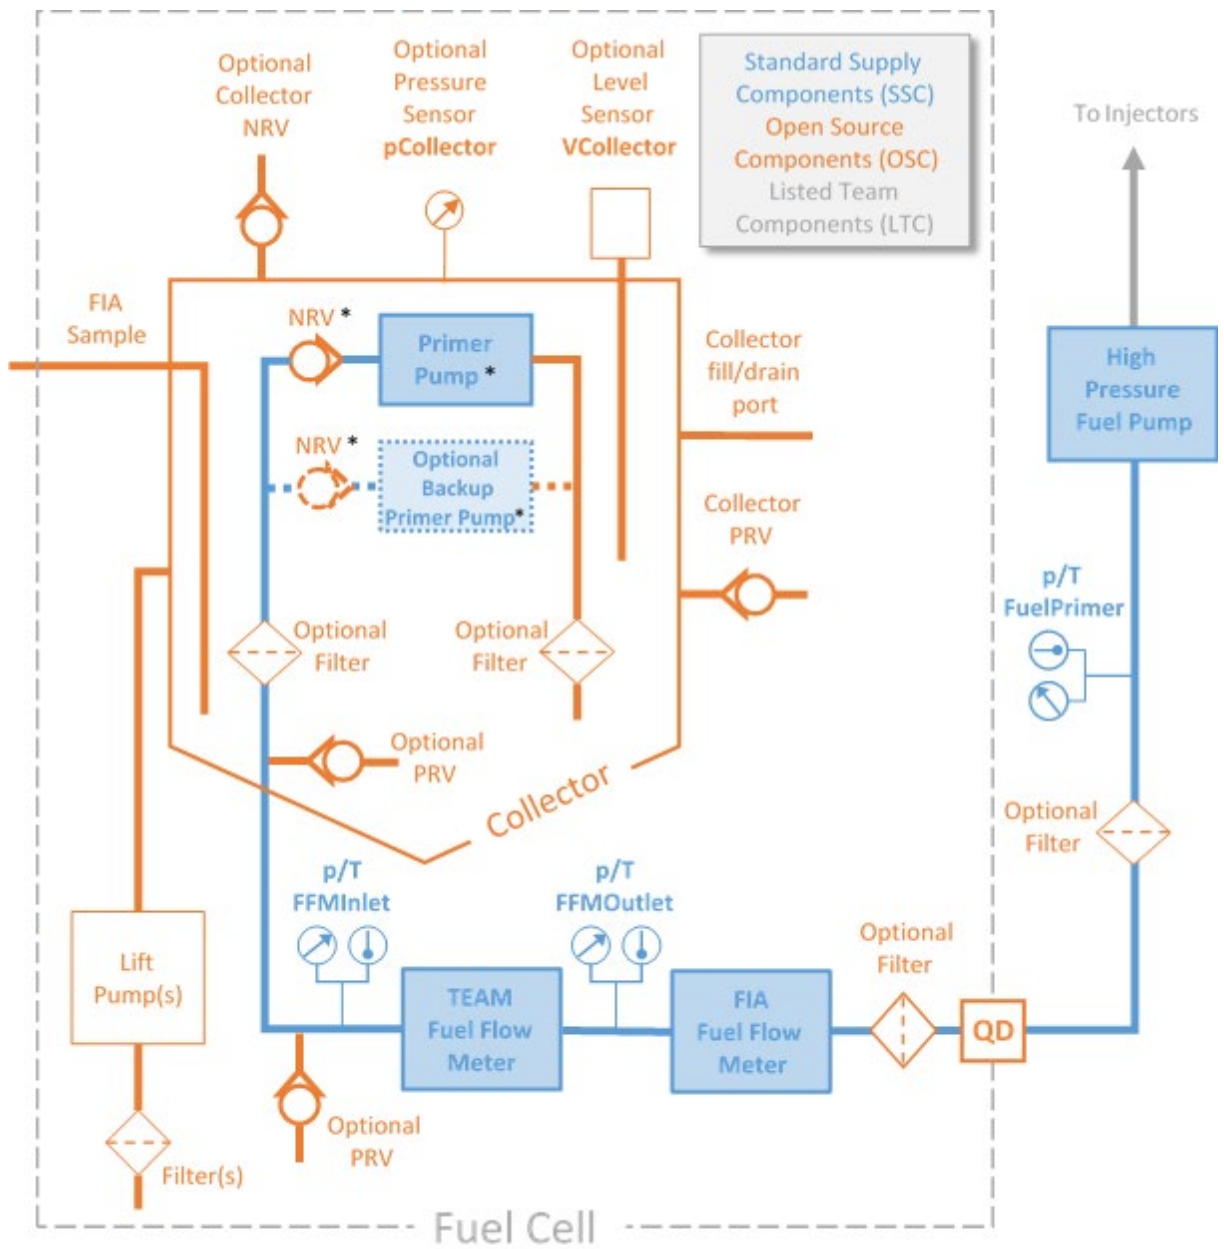 Optional
Collector
NRV
Optional
Pressure
Sensor
pCollector
Optional
Level
Sensor
VCollector
Standard Supply
Components (SSC)
Open Source
Components (OSC)
Listed Team
Components (LTC)
To Injectors
FIA
Sample
NRV *
Primer
Pump *
Collector
fill/drain
port
High
Pressure
Fuel Pump
NRV *
Optional
Backup
Primer Pump*
Collector
PRV
p/T
FuelPrimer
Optional
Filter
Optional
Filter
Optional
PRV
Collector
Optional
Filter
p/T
FFMInlet
p/T
FFMOutlet
Optional
Filter
Lift
Pump(s)
TEAM
Fuel Flow
Meter
FIA
Fuel Flow
Meter
QD
Optional
PRV
Filter(s)
Fuel Cell